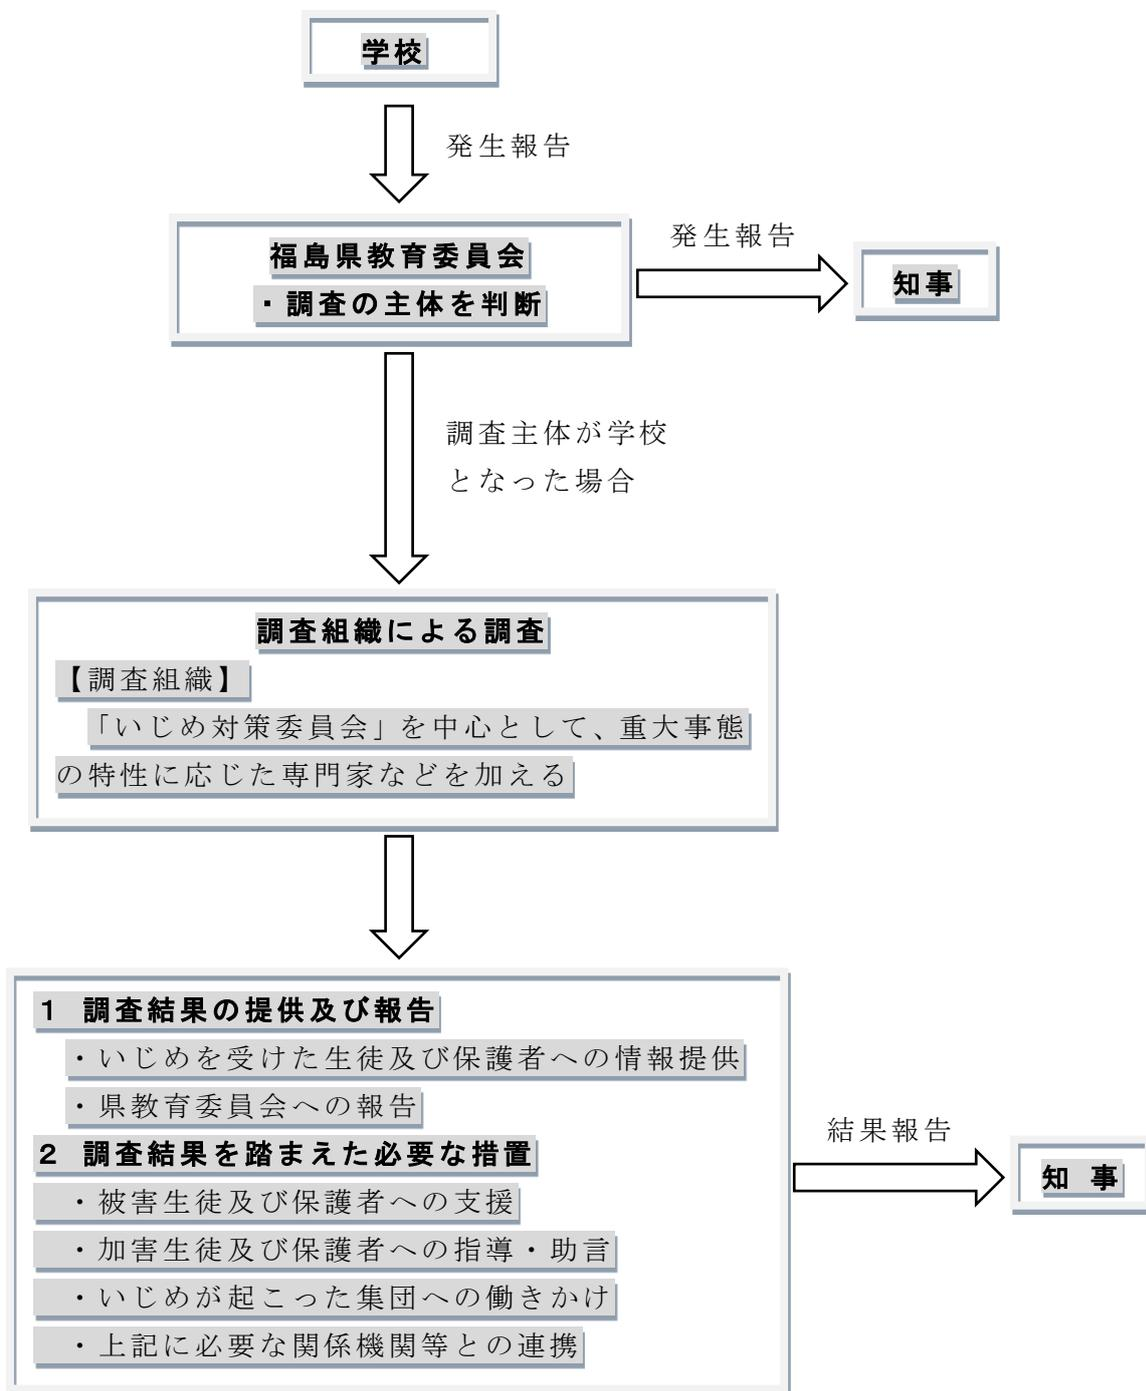 学校
発生報告
福島県教育委員会
・調査の主体を判断
発生報告
知事
調査主体が学校
となった場合
調査組織による調査
【調査組織】
「いじめ対策委員会」を中心として、重大事態
の特性に応じた専門家などを加える
1 調査結果の提供及び報告
・いじめを受けた生徒及び保護者への情報提供
・県教育委員会への報告
2 調査結果を踏まえた必要な措置
・被害生徒及び保護者への支援
・加害生徒及び保護者への指導・助言
・いじめが起こった集団への働きかけ
・上記に必要な関係機関等との連携
結果報告
知 事